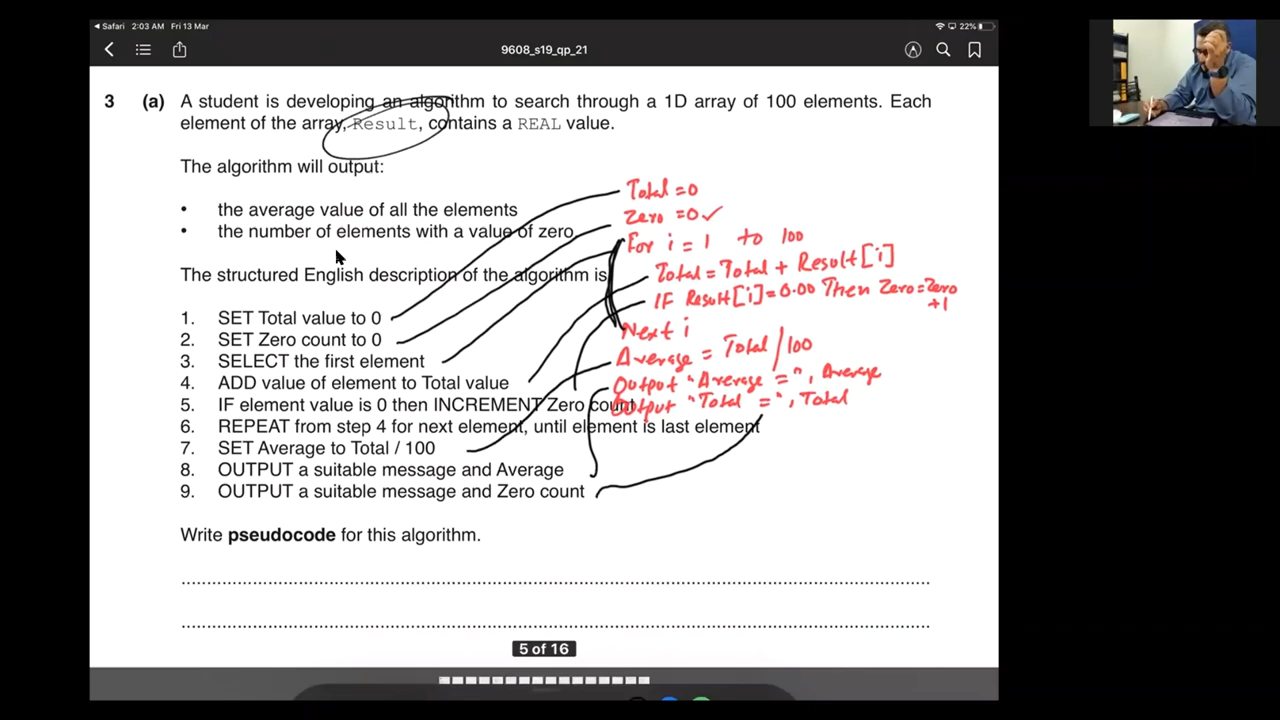 Safari 2:03 AM Fri 13 Mar
22%
9608_s19_qp_21
3 (a) A student is developing an algorithm to search through a 1D array of 100 elements. Each
element of the array, Result, contains a REAL value.
The algorithm will output:
• the average value of all the elements
• the number of elements with a value of zero.
The structured English description of the algorithm is
1. SET Total value to 0
2. SET Zero count to 0
3. SELECT the first element
4. ADD value of element to Total value
5. IF element value is 0 then INCREMENT Zero count
6. REPEAT from step 4 for next element, until element is last element
7. SET Average to Total / 100
8. OUTPUT a suitable message and Average
9. OUTPUT a suitable message and Zero count
Total = 0
Zero = 0 ✓
For i = 1 to 100
Total = Total + Result[i]
IF Result[i] = 0.00 Then Zero = Zero
+1
Next i
Average = Total / 100
Output "Average = ", Average
Output "Total = ", Total
Write pseudocode for this algorithm.
5 of 16